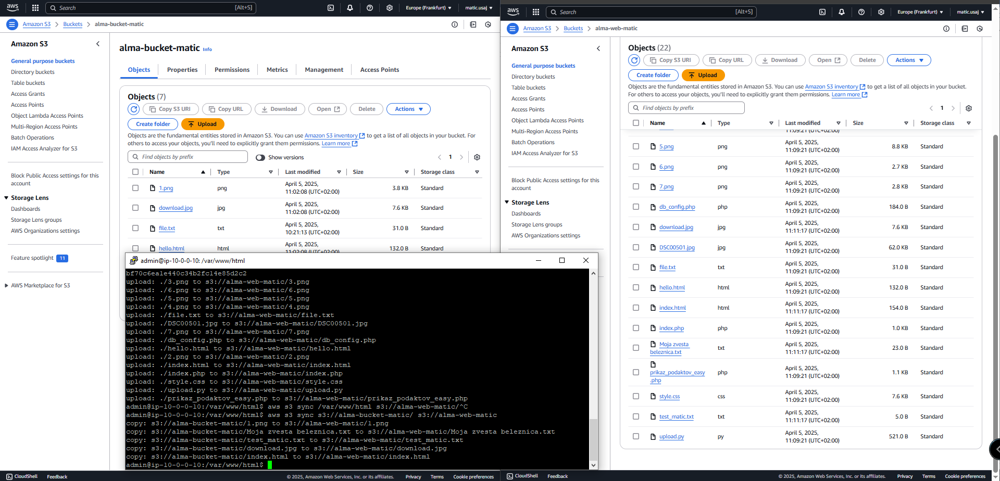 aws
Search
[Alt+S]
Europe (Frankfurt)
matic.usaj
Amazon S3
Buckets
alma-bucket-matic
Amazon S3
General purpose buckets
Directory buckets
Table buckets
Access Grants
Access Points
Object Lambda Access Points
Multi-Region Access Points
Batch Operations
IAM Access Analyzer for S3
Block Public Access settings for this
account
Storage Lens
Dashboards
Storage Lens groups
AWS Organizations settings
Feature spotlight 11
AWS Marketplace for S3
alma-bucket-matic Info
Objects Properties Permissions Metrics Management Access Points
Objects (7)
Copy S3 URI Copy URL Download Open Delete Actions
Create folder Upload
Objects are the fundamental entities stored in Amazon S3. You can use Amazon S3 inventory to get a list of all objects in your bucket. For
others to access your objects, you'll need to explicitly grant them permissions. Learn more
Find objects by prefix Show versions 1
Name Type Last modified Size Storage class
1.png png April 5, 2025, 3.8 KB Standard
11:02:08 (UTC+02:00)
download.jpg jpg April 5, 2025, 7.6 KB Standard
11:02:08 (UTC+02:00)
file.txt txt April 5, 2025, 31.0 B Standard
10:21:13 (UTC+02:00)
hello.html html April 5, 2025, 132.0 B Standard
11:02:08 (UTC+02:00)
admin@ip-10-0-0-10: /var/www/html
bf70c6ea1e440c34b2fc14e85d2c2
upload: ./3.png to s3://alma-web-matic/3.png
upload: ./6.png to s3://alma-web-matic/6.png
upload: ./5.png to s3://alma-web-matic/5.png
upload: ./4.png to s3://alma-web-matic/4.png
upload: ./file.txt to s3://alma-web-matic/file.txt
upload: ./DSC00501.jpg to s3://alma-web-matic/DSC00501.jpg
upload: ./7.png to s3://alma-web-matic/7.png
upload: ./db_config.php to s3://alma-web-matic/db_config.php
upload: ./hello.html to s3://alma-web-matic/hello.html
upload: ./2.png to s3://alma-web-matic/2.png
upload: ./index.html to s3://alma-web-matic/index.html
upload: ./index.php to s3://alma-web-matic/index.php
upload: ./style.css to s3://alma-web-matic/style.css
upload: ./upload.py to s3://alma-web-matic/upload.py
upload: ./prikaz_podaktov_easy.php to s3://alma-web-matic/prikaz_podaktov_easy.php
admin@ip-10-0-0-10:/var/www/html$ aws s3 sync /var/www/html s3://alma-web-matic/^C
admin@ip-10-0-0-10:/var/www/html$ aws s3 sync s3://alma-bucket-matic/ s3://alma-web-matic
copy: s3://alma-bucket-matic/1.png to s3://alma-web-matic/1.png
copy: s3://alma-bucket-matic/Moja zvesta beleznica.txt to s3://alma-web-matic/Moja zvesta beleznica.txt
copy: s3://alma-bucket-matic/test_matic.txt to s3://alma-web-matic/test_matic.txt
copy: s3://alma-bucket-matic/download.jpg to s3://alma-web-matic/download.jpg
copy: s3://alma-bucket-matic/index.html to s3://alma-web-matic/index.html
admin@ip-10-0-0-10:/var/www/html$
CloudShell Feedback © 2025, Amazon Web Services, Inc. or its affiliates. Privacy Terms Cookie preferences
aws
Search
[Alt+S]
Europe (Frankfurt)
matic.usaj
Amazon S3
Buckets
alma-web-matic
Amazon S3
General purpose buckets
Directory buckets
Table buckets
Access Grants
Access Points
Object Lambda Access Points
Multi-Region Access Points
Batch Operations
IAM Access Analyzer for S3
Block Public Access settings for this
account
Storage Lens
Dashboards
Storage Lens groups
AWS Organizations settings
Objects (22)
Copy S3 URI Copy URL Download Open Delete Actions
Create folder Upload
Objects are the fundamental entities stored in Amazon S3. You can use Amazon S3 inventory to get a list of all objects in your bucket.
For others to access your objects, you'll need to explicitly grant them permissions. Learn more
Find objects by prefix 1
Name Type Last modified Size Storage class
11:09:21 (UTC+02:00)
5.png png April 5, 2025, 8.8 KB Standard
11:09:21 (UTC+02:00)
6.png png April 5, 2025, 2.7 KB Standard
11:09:21 (UTC+02:00)
7.png png April 5, 2025, 2.8 KB Standard
11:09:21 (UTC+02:00)
db_config.php php April 5, 2025, 184.0 B Standard
11:09:21 (UTC+02:00)
download.jpg jpg April 5, 2025, 7.6 KB Standard
11:11:17 (UTC+02:00)
DSC00501.jpg jpg April 5, 2025, 62.0 KB Standard
11:09:21 (UTC+02:00)
file.txt txt April 5, 2025, 31.0 B Standard
11:09:21 (UTC+02:00)
hello.html html April 5, 2025, 132.0 B Standard
11:09:21 (UTC+02:00)
index.html html April 5, 2025, 154.0 B Standard
11:11:17 (UTC+02:00)
index.php php April 5, 2025, 1.0 KB Standard
11:09:21 (UTC+02:00)
Moja zvesta txt April 5, 2025, 23.0 B Standard
beleznica.txt 11:11:17 (UTC+02:00)
prikaz_podaktov_easy php April 5, 2025, 1.1 KB Standard
.php 11:09:21 (UTC+02:00)
style.css css April 5, 2025, 7.6 KB Standard
11:09:21 (UTC+02:00)
test_matic.txt txt April 5, 2025, 5.0 B Standard
11:11:17 (UTC+02:00)
upload.py py April 5, 2025, 521.0 B Standard
11:09:21 (UTC+02:00)
CloudShell Feedback © 2025, Amazon Web Services, Inc. or its affiliates. Privacy Terms Cookie preferences